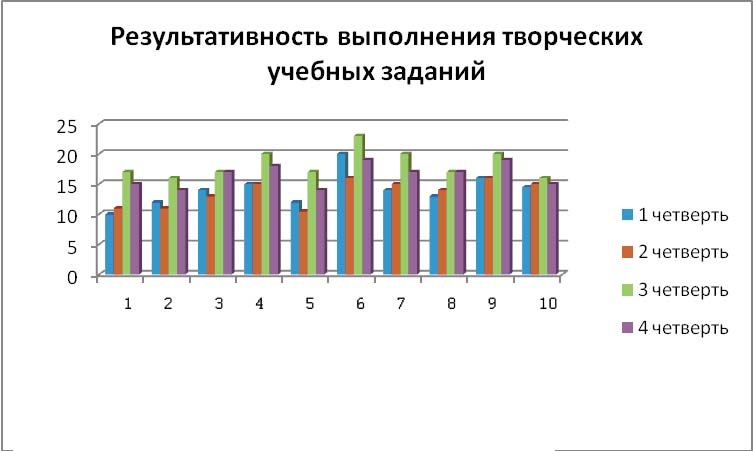 Результативность выполнения творческих
учебных заданий
25
20
15
10
5
0
1 2 3 4 5 6 7 8 9 10
1 четверть
2 четверть
3 четверть
4 четверть